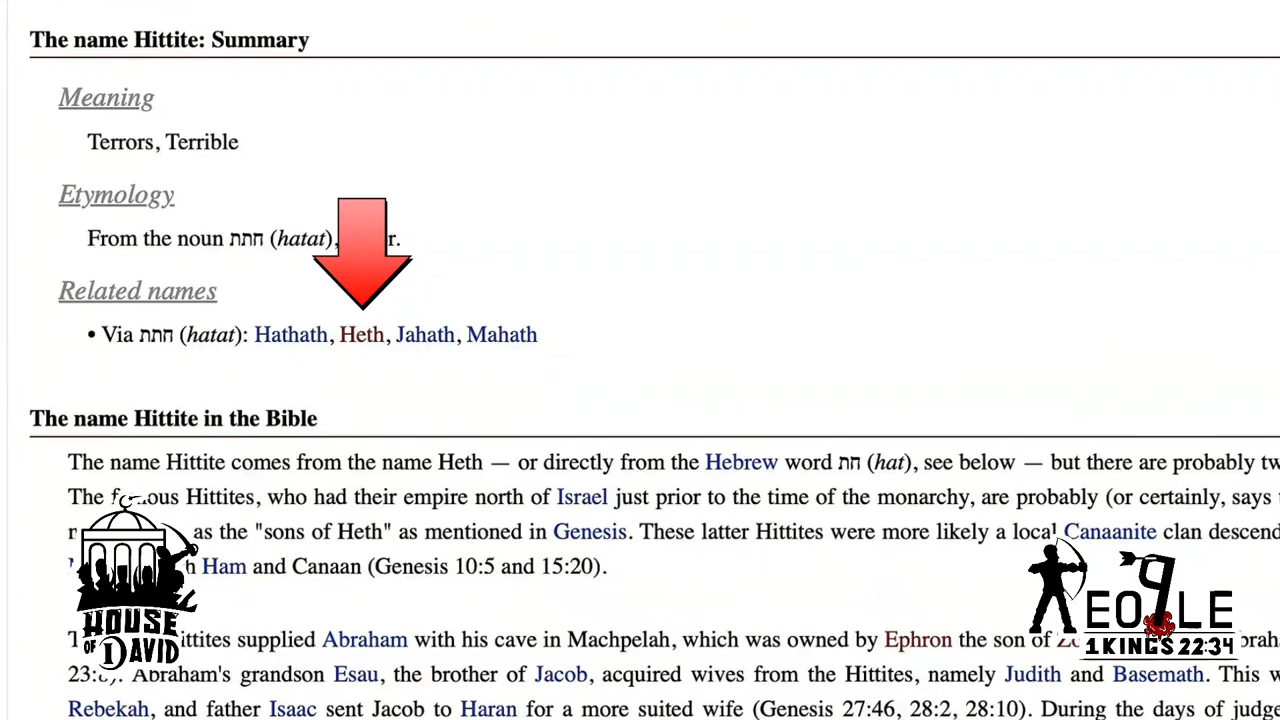 The name Hittite: Summary
Meaning
Terrors, Terrible
Etymology
From the noun חתת (hatat), r.
Related names
• Via חתת (hatat): Hathath, Heth, Jahath, Mahath
The name Hittite in the Bible
The name Hittite comes from the name Heth — or directly from the Hebrew word חת (hat), see below — but there are probably tw
The Hittites, who had their empire north of Israel just prior to the time of the monarchy, are probably (or certainly, says
as the "sons of Heth" as mentioned in Genesis. These latter Hittites were more likely a local Canaanite clan descend
h Ham and Canaan (Genesis 10:5 and 15:20).
ittites supplied Abraham with his cave in Machpelah, which was owned by Ephron the son of
Abraham's grandson Esau, the brother of Jacob, acquired wives from the Hittites, namely Judith and Basemath. This w
Rebekah, and father Isaac sent Jacob to Haran for a more suited wife (Genesis 27:46, 28:2, 28:10). During the days of judge
HOUSE
OF DAVID
EOPLE
1 KINGS 22:34